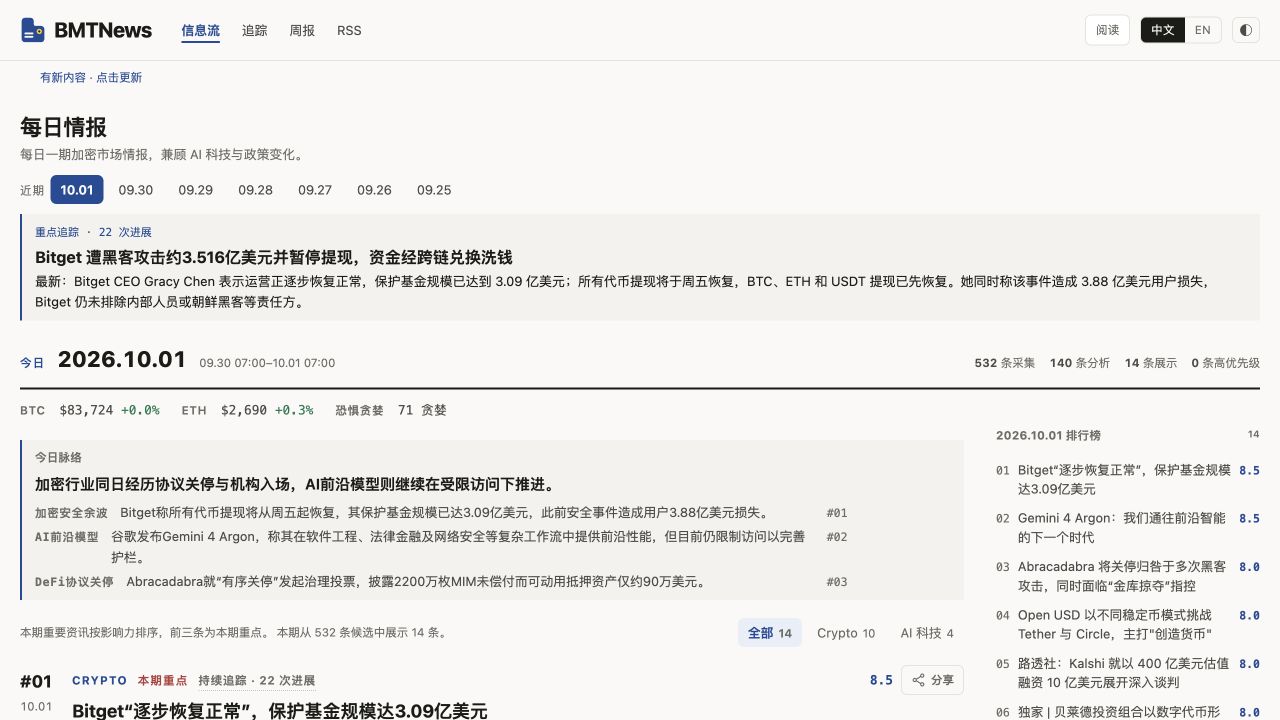 BMTNews 信息流 追踪 周报 RSS 阅读 中文 EN
有新内容 · 点击更新
每日情报
每日一期加密市场情报，兼顾 AI 科技与政策变化。
近期 10.01 09.30 09.29 09.28 09.27 09.26 09.25
重点追踪 · 22 次进展
Bitget 遭黑客攻击约3.516亿美元并暂停提现，资金经跨链兑换洗钱
最新：Bitget CEO Gracy Chen 表示运营正逐步恢复正常，保护基金规模已达到 3.09 亿美元；所有代币提现将于周五恢复，BTC、ETH 和 USDT 提现已先恢复。她同时称该事件造成 3.88 亿美元用户损失，
Bitget 仍未排除内部人员或朝鲜黑客等责任方。
今日 2026.10.01 09.30 07:00–10.01 07:00 532 条采集 140 条分析 14 条展示 0 条高优先级
BTC $83,724 +0.0% ETH $2,690 +0.3% 恐惧贪婪 71 贪婪
今日脉络
加密行业同日经历协议关停与机构入场，AI前沿模型则继续在受限访问下推进。
加密安全余波 Bitget称所有代币提现将从周五起恢复，其保护基金规模已达3.09亿美元，此前安全事件造成用户3.88亿美元损失。 #01
AI前沿模型 谷歌发布Gemini 4 Argon，称其在软件工程、法律金融及网络安全等复杂工作流中提供前沿性能，但目前仍限制访问以完善 #02
护栏。
DeFi协议关停 Abracadabra就“有序关停”发起治理投票，披露2200万枚MIM未偿付而可动用抵押资产仅约90万美元。 #03
本期重要资讯按影响力排序，前三条为本期重点。 本期从 532 条候选中展示 14 条。
全部 14 Crypto 10 AI 科技 4
#01 CRYPTO 本期重点 持续追踪 · 22 次进展 8.5 分享
10.01 Bitget“逐步恢复正常”，保护基金规模达3.09亿美元
2026.10.01 排行榜 14
01 Bitget“逐步恢复正常”，保护基金规模 8.5
达3.09亿美元
02 Gemini 4 Argon：我们通往前沿智能 8.5
的下一个时代
03 Abracadabra 将关停归咎于多次黑客 8.0
攻击，同时面临“金库掠夺”指控
04 Open USD 以不同稳定币模式挑战 8.0
Tether 与 Circle，主打"创造货币"
05 路透社：Kalshi 就以 400 亿美元估值 8.0
融资 10 亿美元展开深入谈判
06 独家 | 贝莱德投资组合以数字代币形 8.0